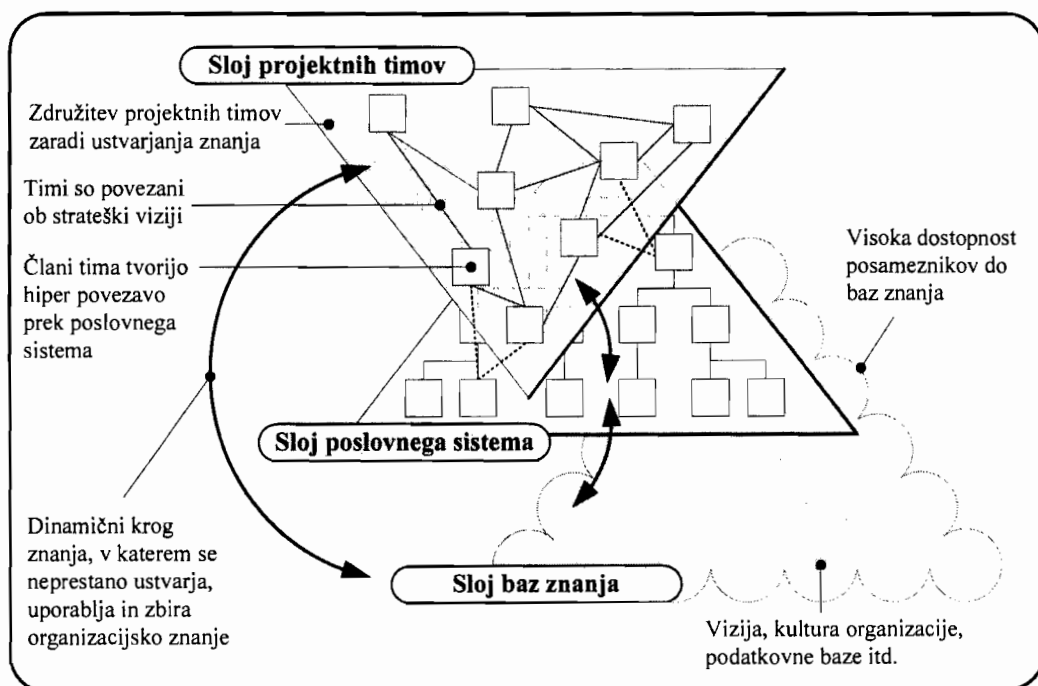 Sloj projektnih timov
Združitev projektnih timov
zaradi ustvarjanja znanja
Timi so povezani
ob strateški viziji
Člani tima tvorijo
hiper povezavo
prek poslovnega
sistema
Visoka dostopnost
posameznikov do
baz znanja
Sloj poslovnega sistema
Dinamični krog
znanja, v katerem se
neprestano ustvarja,
uporablja in zbira
organizacijsko znanje
Sloj baz znanja
Vizija, kultura organizacije,
podatkovne baze itd.